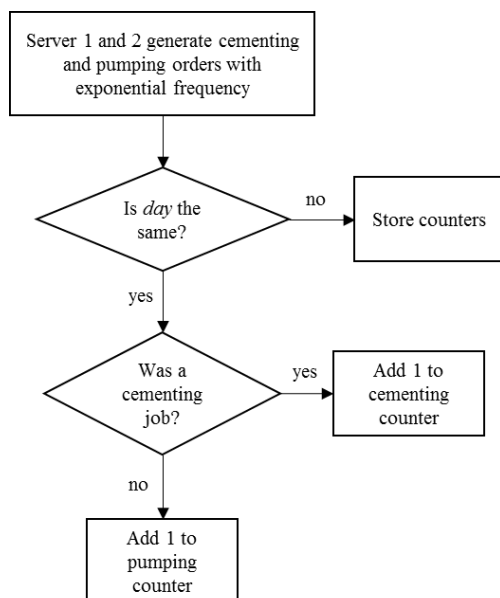 Server 1 and 2 generate cementing
and pumping orders with
exponential frequency
Is day the
same?
no
Store counters
yes
Was a
cementing
job?
yes
Add 1 to
cementing
counter
no
Add 1 to
pumping
counter